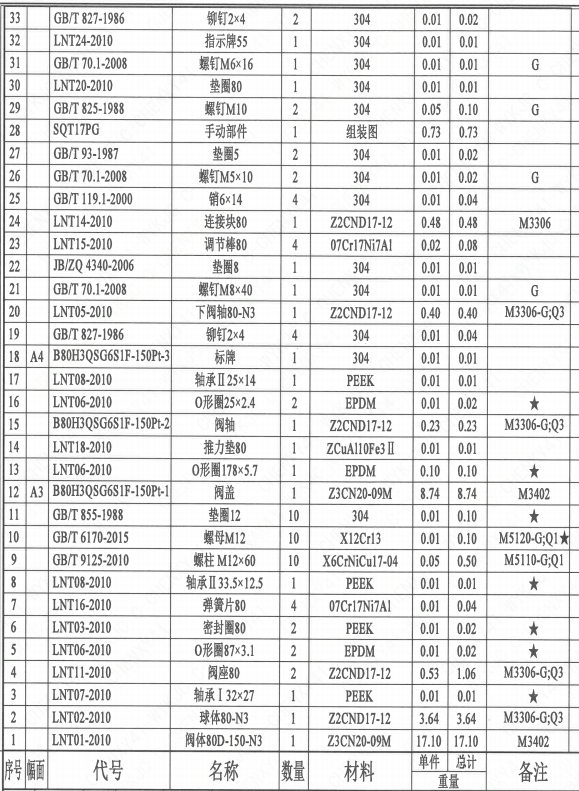 33 GB/T 827-1986 铆钉2×4 2 304 0.01 0.02
32 LNT24-2010 指示牌55 1 304 0.01 0.01
31 GB/T 70.1-2008 螺钉M6×16 1 304 0.01 0.01 G
30 LNT20-2010 垫圈80 1 304 0.01 0.01
29 GB/T 825-1988 螺钉M10 2 304 0.05 0.10 G
28 SQT17PG 手动部件 1 组装图 0.73 0.73
27 GB/T 93-1987 垫圈5 2 304 0.01 0.02
26 GB/T 70.1-2008 螺钉M5×10 2 304 0.01 0.02 G
25 GB/T 119.1-2000 销6×14 4 304 0.01 0.04
24 LNT14-2010 连接块80 1 Z2CND17-12 0.48 0.48 M3306
23 LNT15-2010 调节棒80 4 07Cr17Ni7Al 0.02 0.08
22 JB/ZQ 4340-2006 垫圈8 1 304 0.01 0.01
21 GB/T 70.1-2008 螺钉M8×40 1 304 0.01 0.01 G
20 LNT05-2010 下阀轴80-N3 1 Z2CND17-12 0.40 0.40 M3306-G;Q3
19 GB/T 827-1986 铆钉2×4 4 304 0.01 0.04
18 A4 B80H3QSG6S1F-150Pt-3 标牌 1 304 0.01 0.01
17 LNT08-2010 轴承Ⅱ25×14 1 PEEK 0.01 0.01
16 LNT06-2010 O形圈25×2.4 2 EPDM 0.01 0.02 ★
15 B80H3QSG6S1F-150Pt-2 阀轴 1 Z2CND17-12 0.23 0.23 M3306-G;Q3
14 LNT18-2010 推力垫80 1 ZCuAl10Fe3Ⅱ 0.01 0.01
13 LNT06-2010 O形圈178×5.7 1 EPDM 0.10 0.10 ★
12 A3 B80H3QSG6S1F-150Pt-1 阀盖 1 Z3CN20-09M 8.74 8.74 M3402
11 GB/T 855-1988 垫圈12 10 304 0.01 0.10 ★
10 GB/T 6170-2015 螺母M12 10 X12Cr13 0.01 0.10 M5120-G;Q1★
9 GB/T 9125-2010 螺柱 M12×60 10 X6CrNiCu17-04 0.05 0.50 M5110-G;Q1
8 LNT08-2010 轴承Ⅱ33.5×12.5 1 PEEK 0.01 0.01 ★
7 LNT16-2010 弹簧片80 4 07Cr17Ni7Al 0.01 0.04
6 LNT03-2010 密封圈80 2 PEEK 0.01 0.02 ★
5 LNT06-2010 O形圈87×3.1 2 EPDM 0.01 0.02 ★
4 LNT11-2010 阀座80 2 Z2CND17-12 0.53 1.06 M3306-G;Q3
3 LNT07-2010 轴承Ⅰ32×27 1 PEEK 0.01 0.01 ★
2 LNT02-2010 球体80-N3 1 Z2CND17-12 3.64 3.64 M3306-G;Q3
1 LNT01-2010 阀体80D-150-N3 1 Z3CN20-09M 17.10 17.10 M3402
序号 幅面 代号 名称 数量 材料 单件 总计 备注
重量